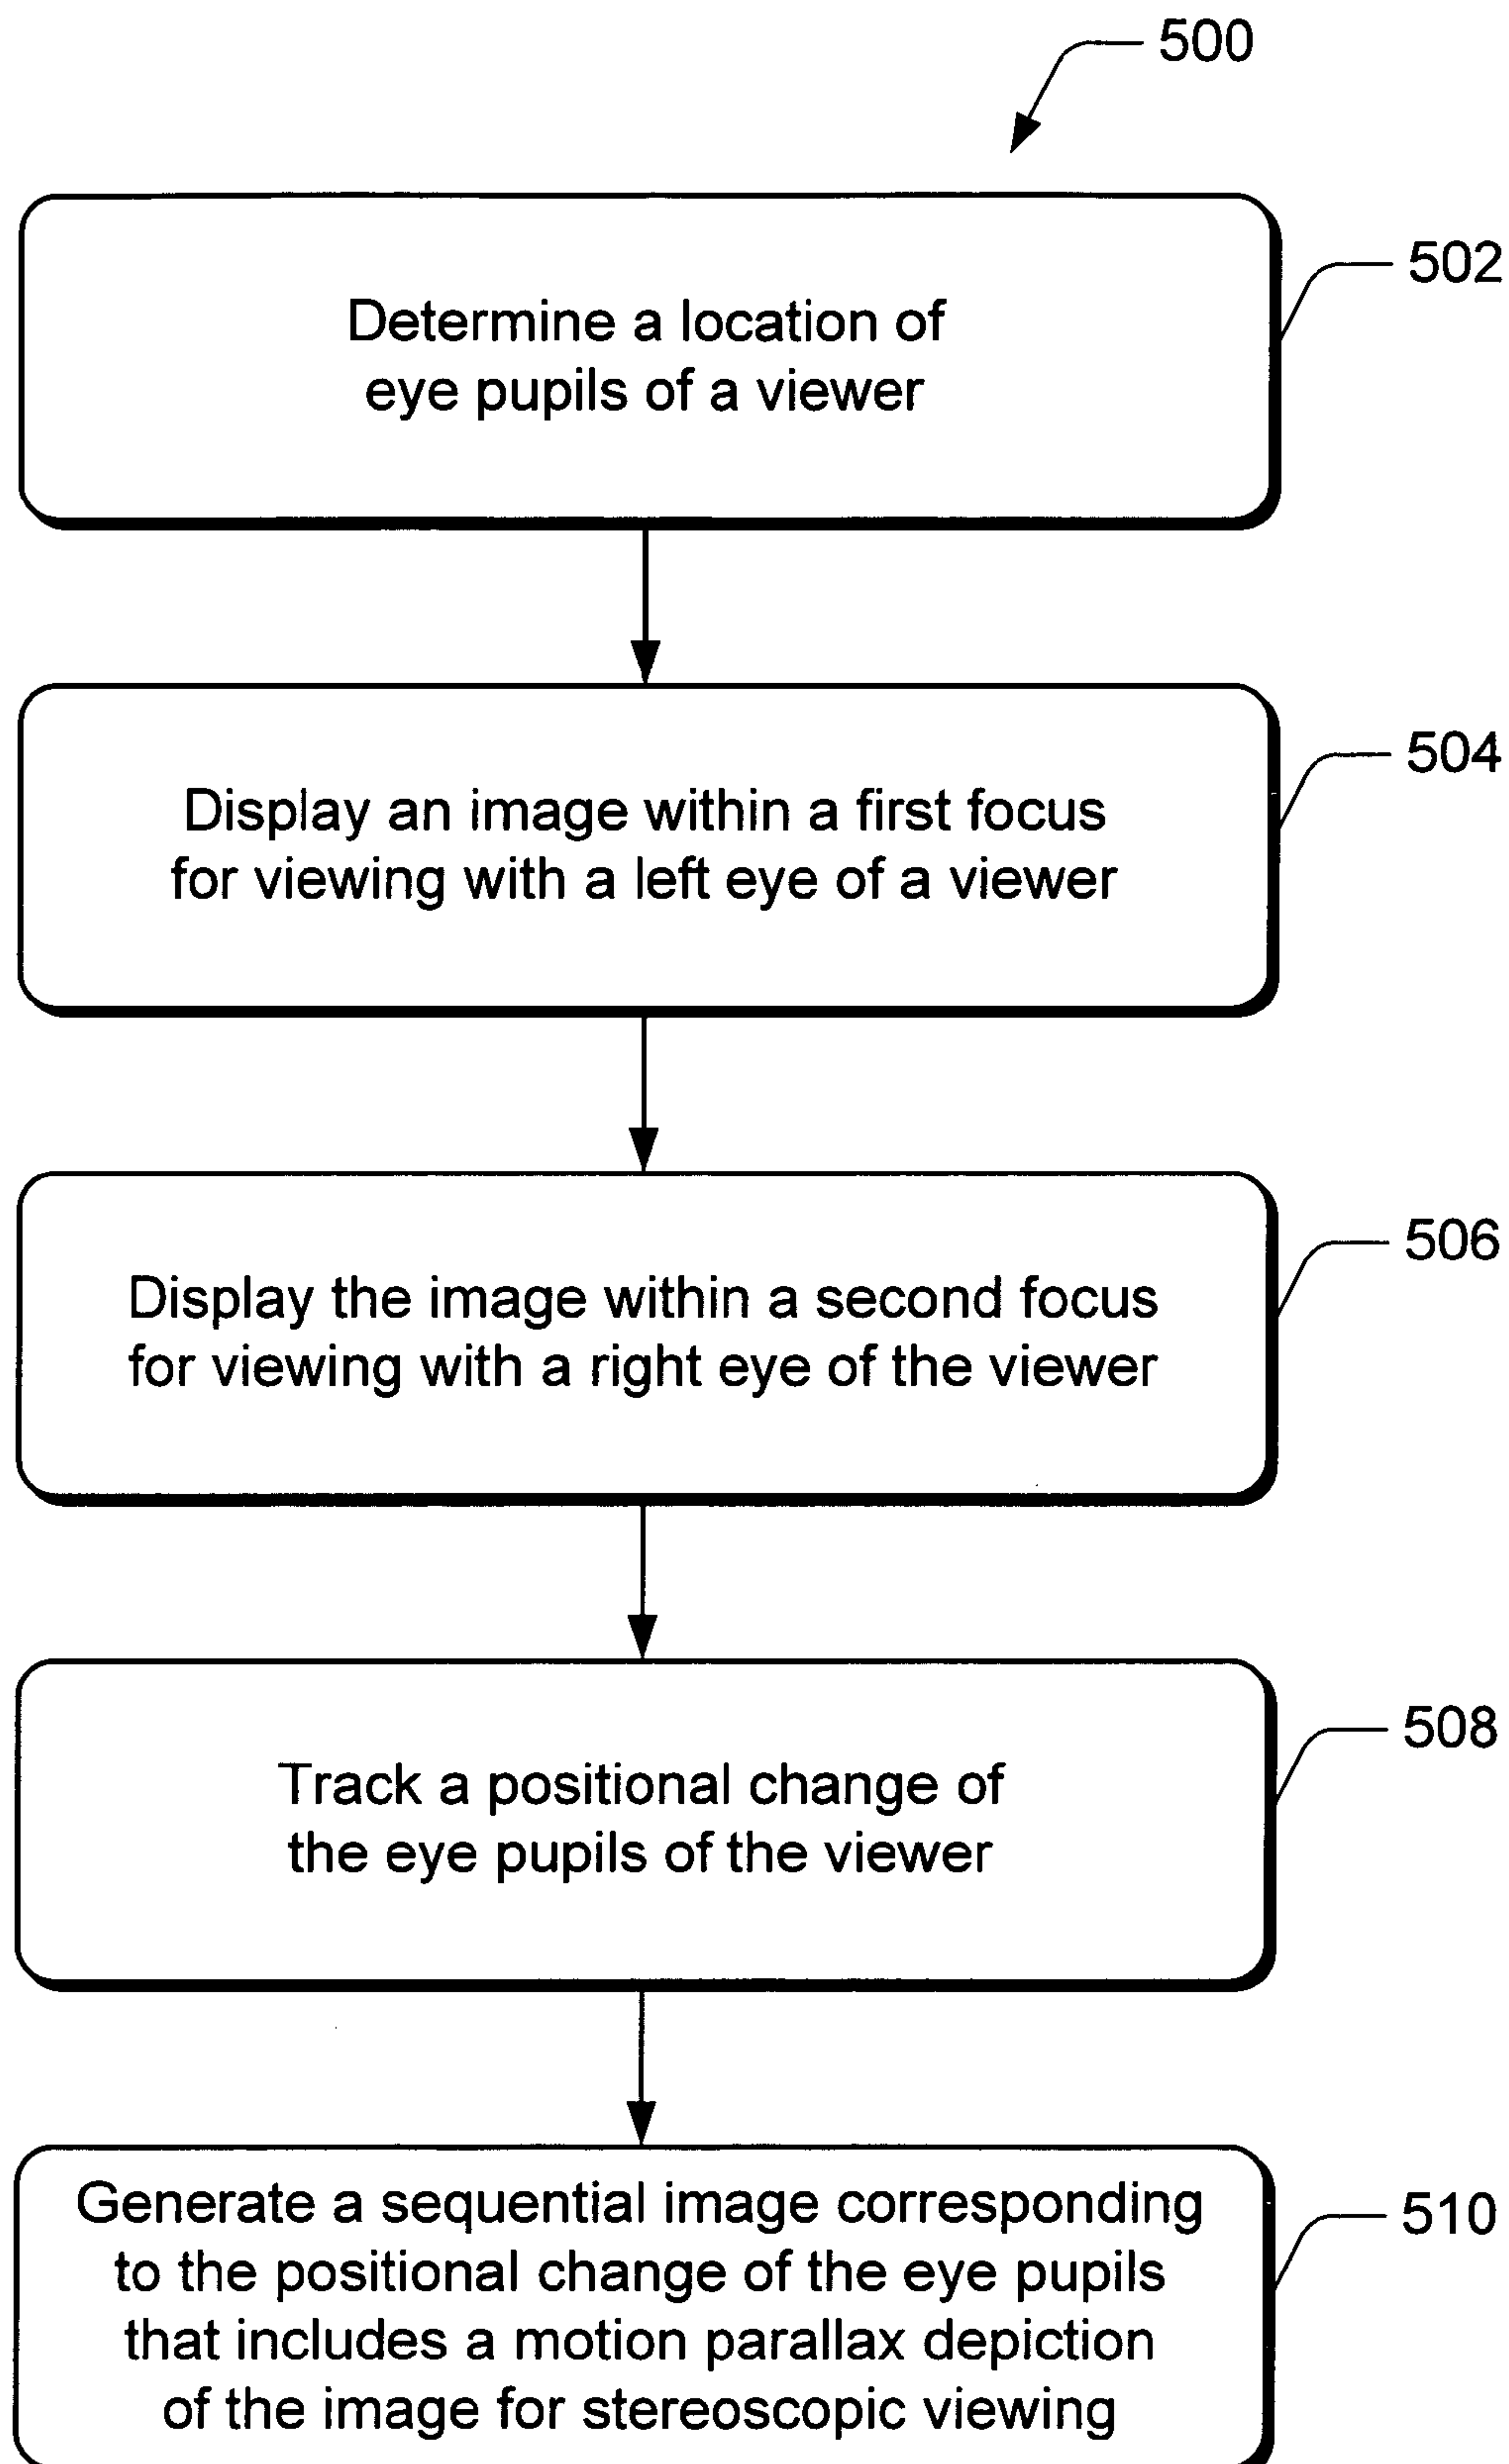 500
Determine a location of
eye pupils of a viewer
502
Display an image within a first focus
for viewing with a left eye of a viewer
504
Display the image within a second focus
for viewing with a right eye of the viewer
506
Track a positional change of
the eye pupils of the viewer
508
Generate a sequential image corresponding
to the positional change of the eye pupils
that includes a motion parallax depiction
of the image for stereoscopic viewing
510